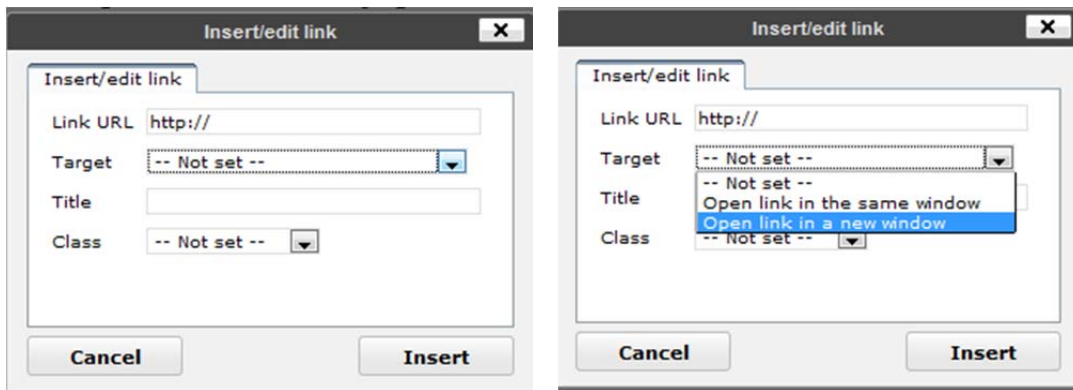 Insert/edit link X
Insert/edit link
Link URL http://
Target -- Not set --
Title
Class -- Not set --
Cancel Insert
Insert/edit link X
Insert/edit link
Link URL http://
Target -- Not set --
-- Not set --
Title Open link in the same window
Open link in a new window
Class -- Not set --
Cancel Insert